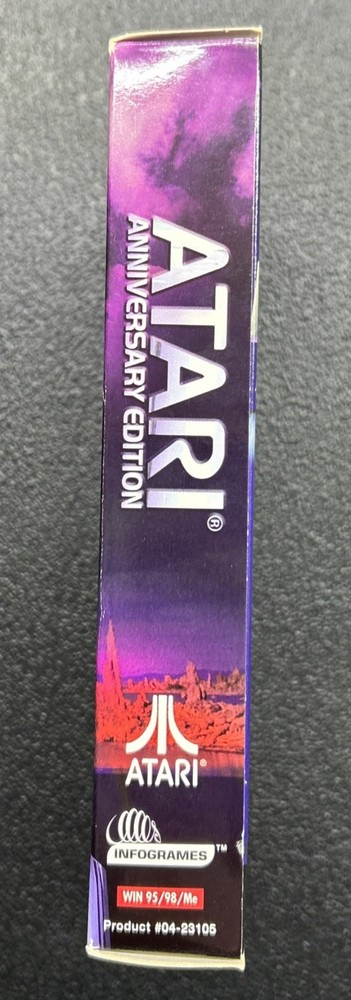 ATARI®
ANNIVERSARY EDITION
ATARI®
INFOGRAMES™
WIN 95/98/Me
Product #04-23105